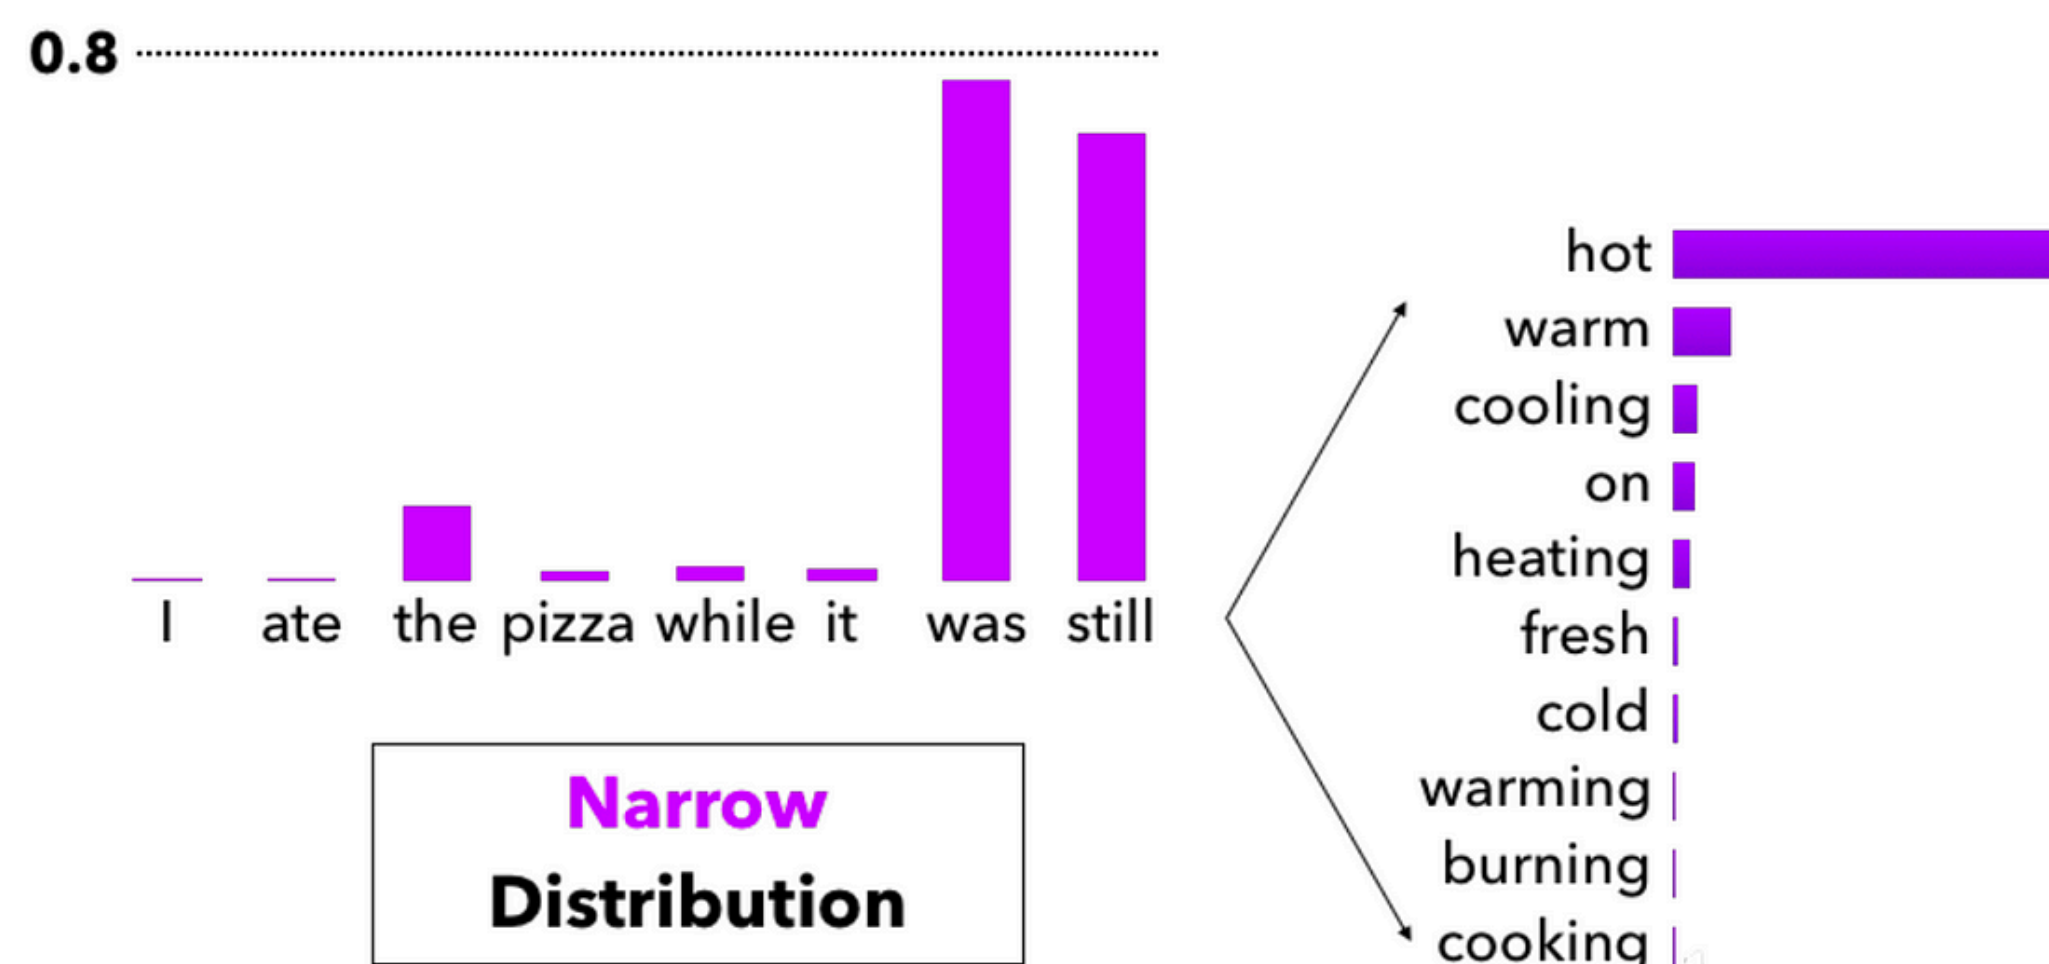 0.8
I ate the pizza while it was still
hot
warm
cooling
on
heating
fresh
cold
warming
burning
cooking
Narrow
Distribution